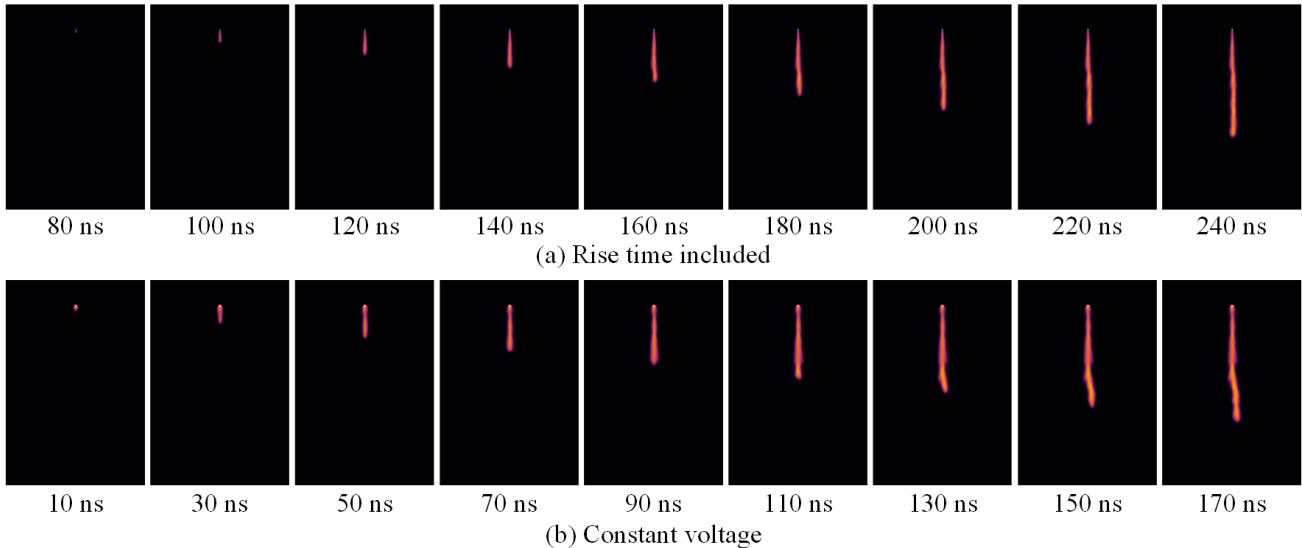 80 ns 100 ns 120 ns 140 ns 160 ns 180 ns 200 ns 220 ns 240 ns
(a) Rise time included
10 ns 30 ns 50 ns 70 ns 90 ns 110 ns 130 ns 150 ns 170 ns
(b) Constant voltage